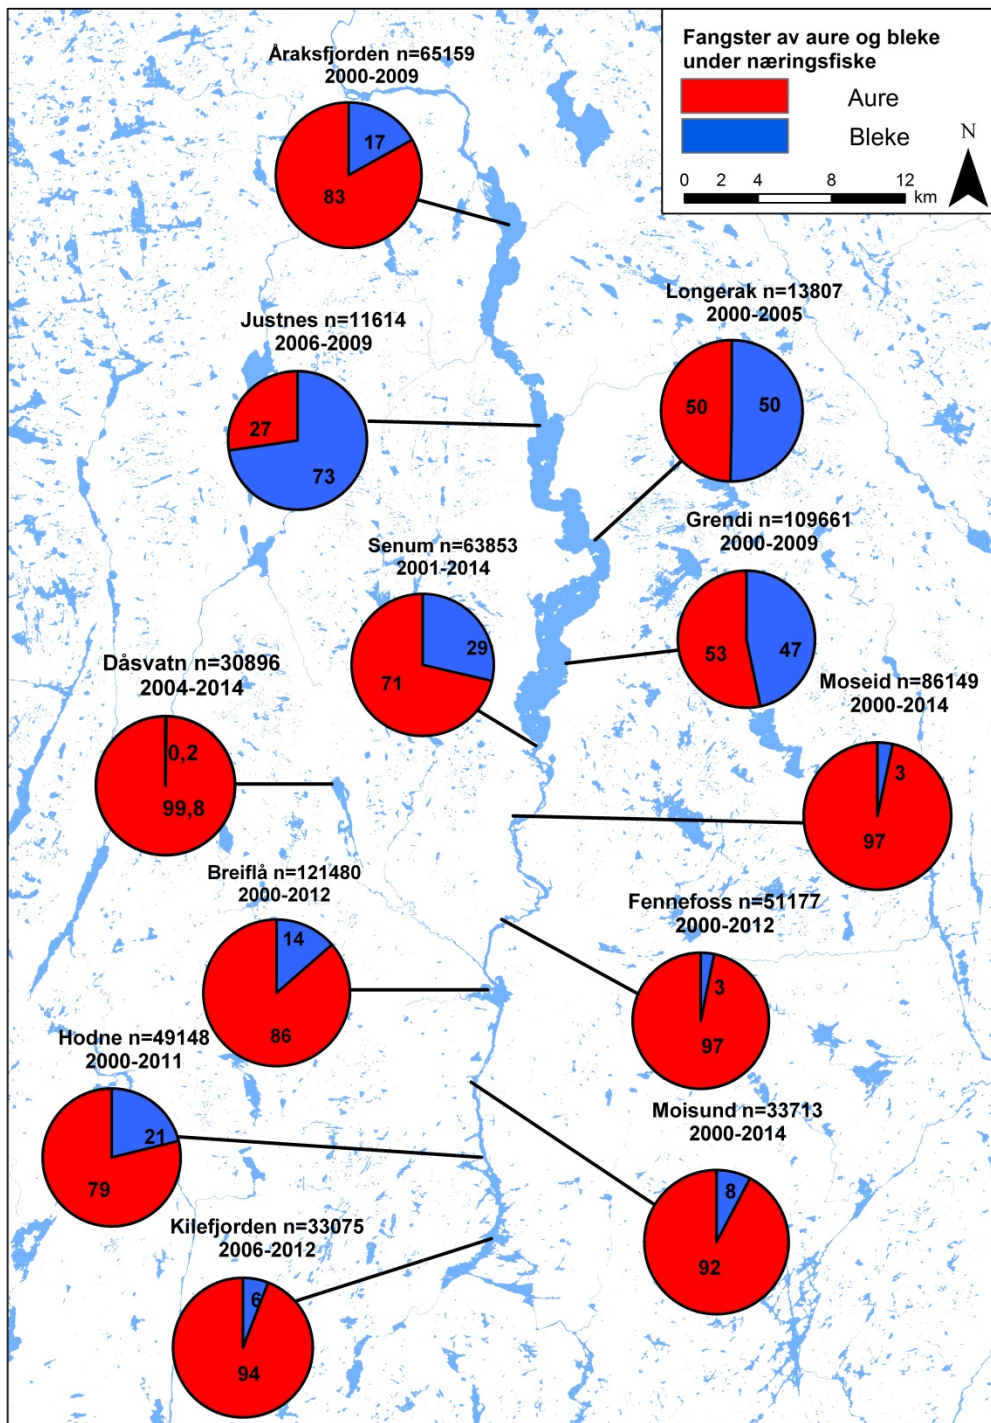 Fangster av aure og bleke
under næringsfiske
Aure
Bleke
N
0 2 4 8 12
km
Åraksfjorden n=65159
2000-2009
17
83
Justnes n=11614
2006-2009
27
73
Longerak n=13807
2000-2005
50
50
Senum n=63853
2001-2014
29
71
Grendi n=109661
2000-2009
53
47
Dåsvatn n=30896
2004-2014
0,2
99,8
Moseid n=86149
2000-2014
3
97
Breiflå n=121480
2000-2012
14
86
Fennefoss n=51177
2000-2012
3
97
Hodne n=49148
2000-2011
21
79
Moisund n=33713
2000-2014
8
92
Kilefjorden n=33075
2006-2012
6
94